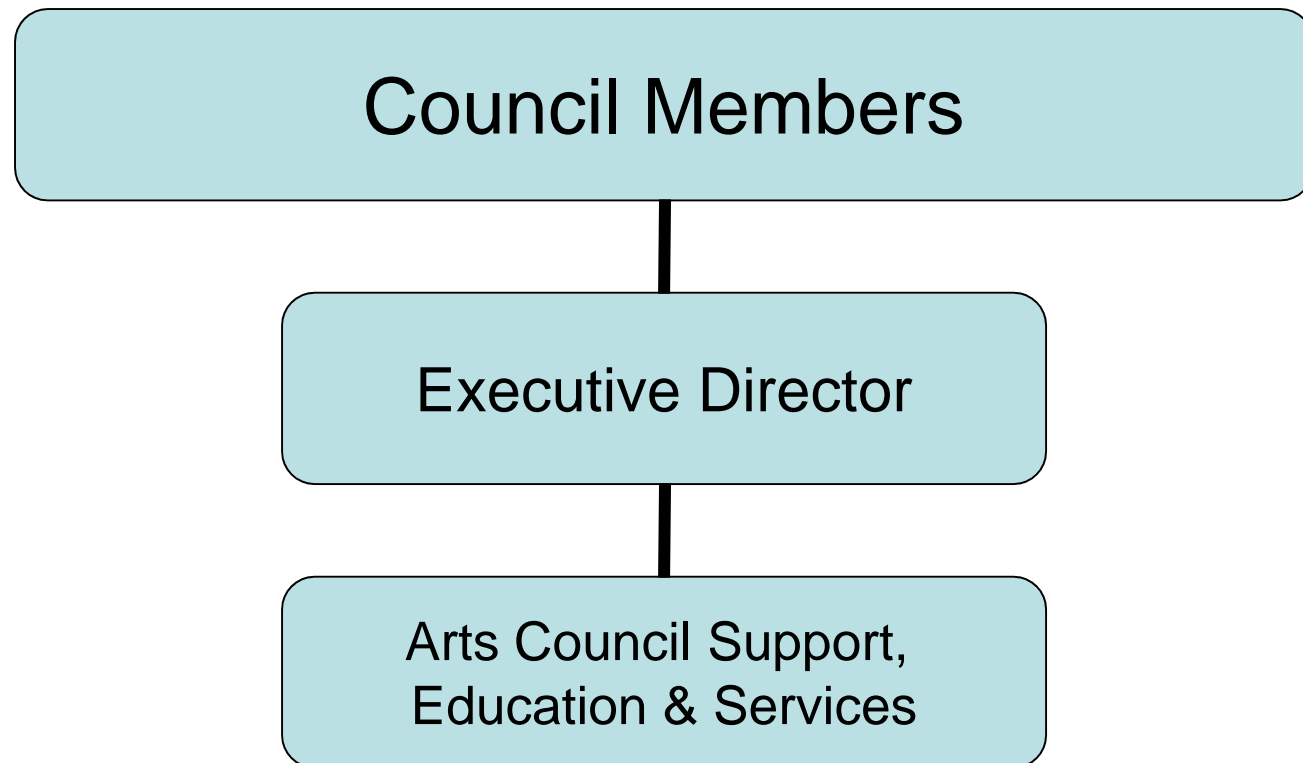 Council Members
Executive Director
Arts Council Support,
Education & Services